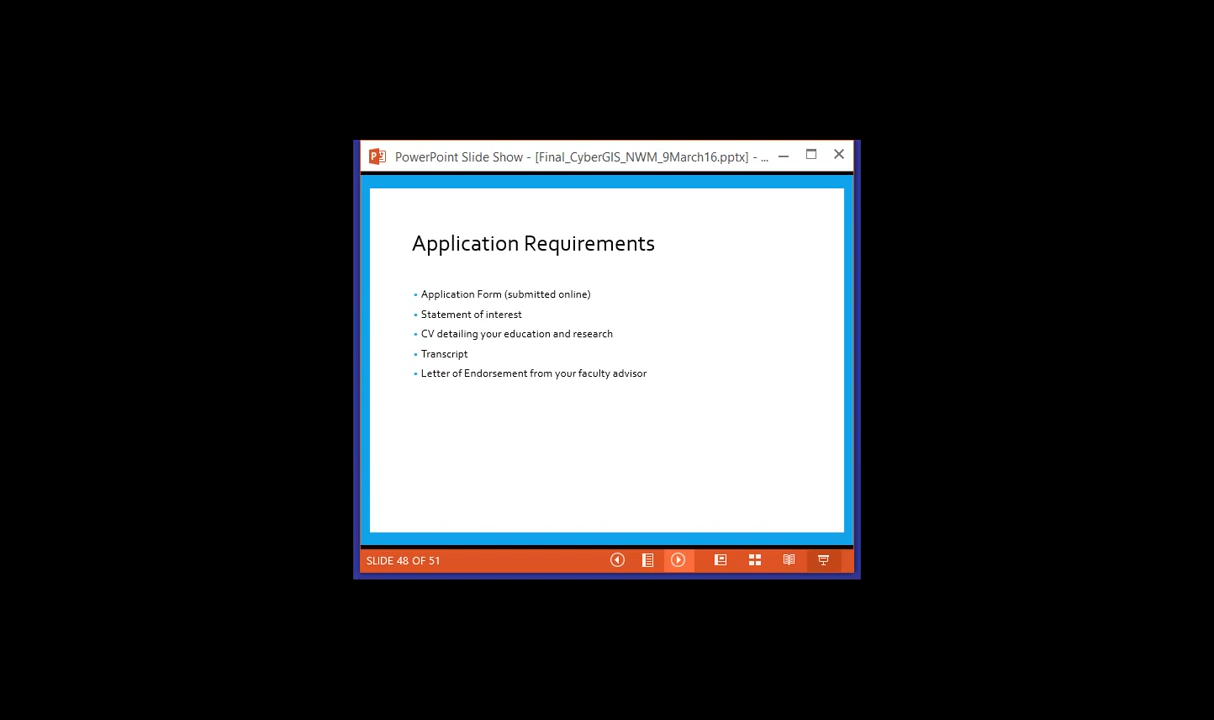 PowerPoint Slide Show - [Final_CyberGIS_NWM_9March16.pptx] - ...
Application Requirements
▪ Application Form (submitted online)
▪ Statement of interest
▪ CV detailing your education and research
▪ Transcript
▪ Letter of Endorsement from your faculty advisor
SLIDE 48 OF 51